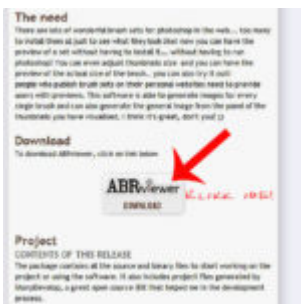 The need
There are lots of wonderful brush sets for photoshop in the web... too many
to install them all just to see what they look like! now you can have the
preview of a set without having to install it... without having to run
photoshop! You can even adjust thumbnails size and you can have the
preview of the actual size of the brush.. you can also try it out!
people who publish brush sets on their personal websites need to provide
users with previews. This software is able to generate images for every
single brush and can also generate the general image from the panel of the
thumbnails you have visualized. I think it's great, don't you? ;)
Download
To download ABRviewer, click on link below
ABRviewer
DOWNLOAD
CLICK HERE!
Project
CONTENTS OF THIS RELEASE
The package contains all the source and binary files to start working on the
project or using the software. It also includes project files generated by
SharpDevelop, a great open source IDE that helped me in the development
process.